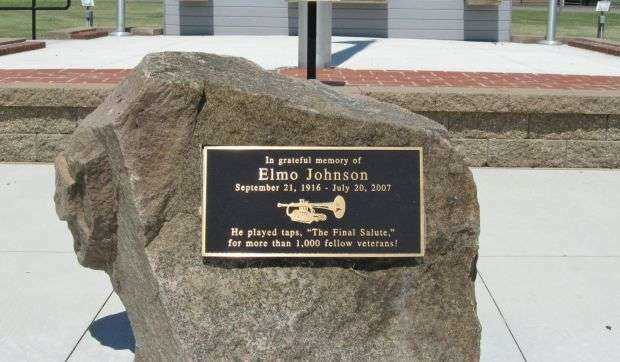 In grateful memory of
Elmo Johnson
September 21, 1916 - July 20, 2007
He played taps, "The Final Salute,"
for more than 1,000 fellow veterans!